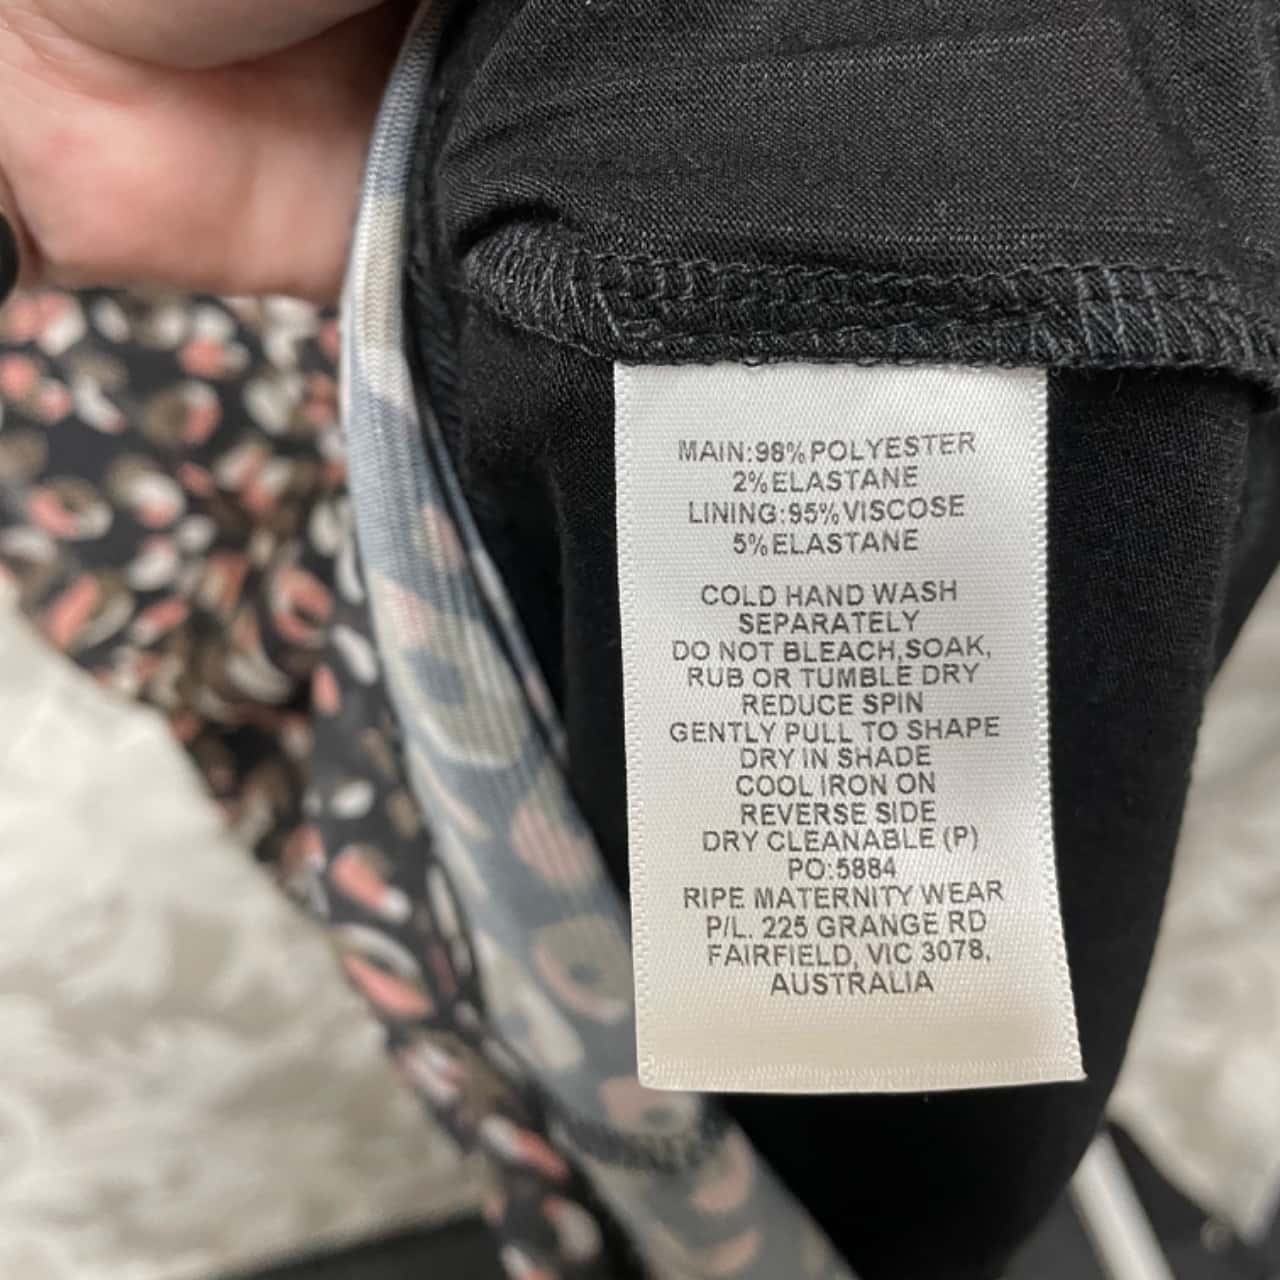 MAIN:98%POLYESTER
2%ELASTANE
LINING:95%VISCOSE
5%ELASTANE
COLD HAND WASH
SEPARATELY
DO NOT BLEACH,SOAK,
RUB OR TUMBLE DRY
REDUCE SPIN
GENTLY PULL TO SHAPE
DRY IN SHADE
COOL IRON ON
REVERSE SIDE
DRY CLEANABLE (P)
PO:5884
RIPE MATERNITY WEAR
P/L. 225 GRANGE RD
FAIRFIELD, VIC 3078,
AUSTRALIA